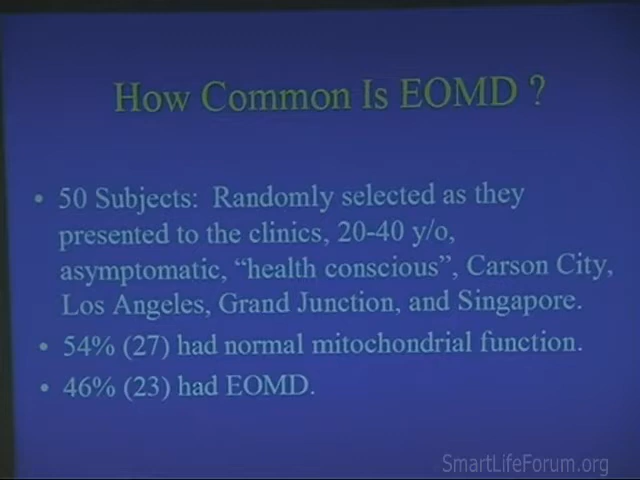 How Common Is EOMD ?
• 50 Subjects: Randomly selected as they
presented to the clinics, 20-40 y/o,
asymptomatic, “health conscious”, Carson City,
Los Angeles, Grand Junction, and Singapore.
• 54% (27) had normal mitochondrial function.
• 46% (23) had EOMD.
SmartLifeForum.org